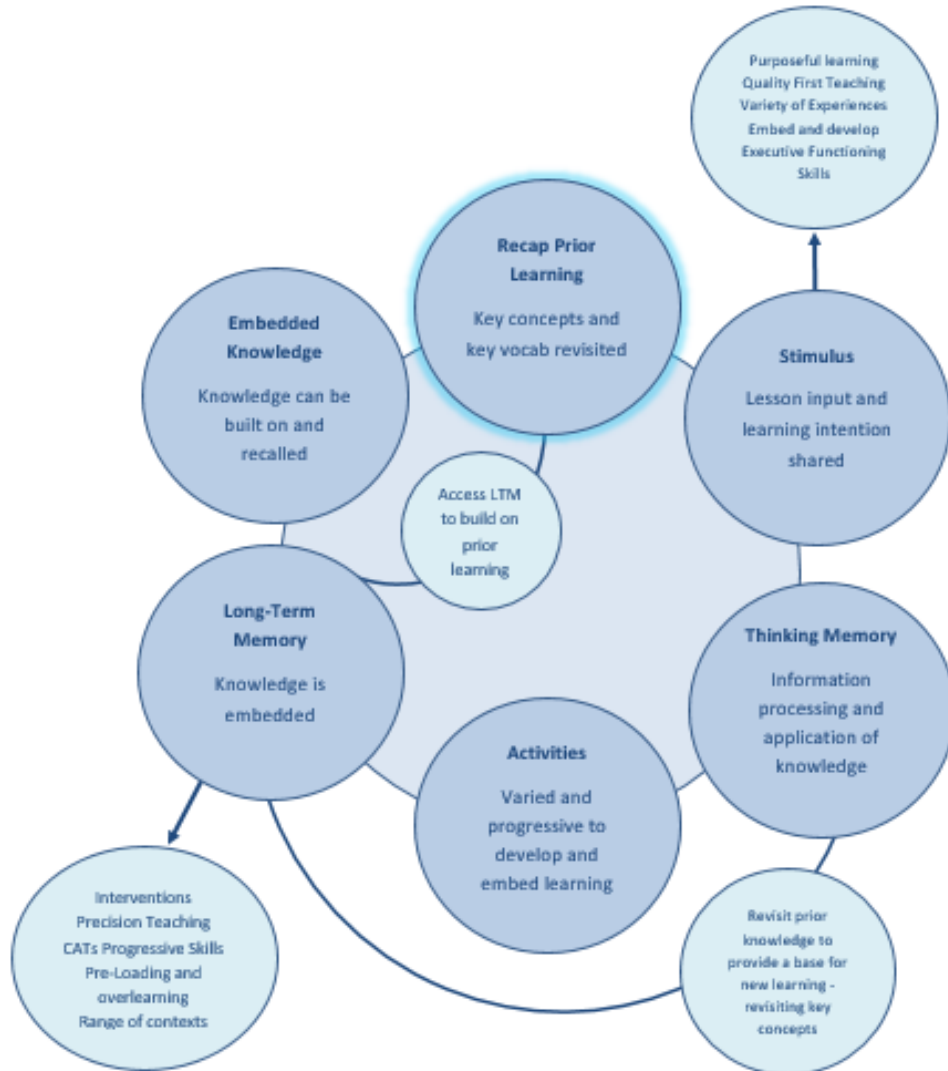 Purposeful learning
Quality First Teaching
Variety of Experiences
Embed and develop
Executive Functioning
Skills
Recap Prior
Learning
Key concepts and
key vocab revisited
Embedded
Knowledge
Knowledge can be
built on and
recalled
Stimulus
Lesson input and
learning intention
shared
Access LTM
to build on
prior
learning
Long-Term
Memory
Knowledge is
embedded
Thinking Memory
Information
processing and
application of
knowledge
Activities
Varied and
progressive to
develop and
embed learning
Interventions
Precision Teaching
CATs Progressive Skills
Pre-Loading and
overlearning
Range of contexts
Revisit prior
knowledge to
provide a base for
new learning -
revisiting key
concepts